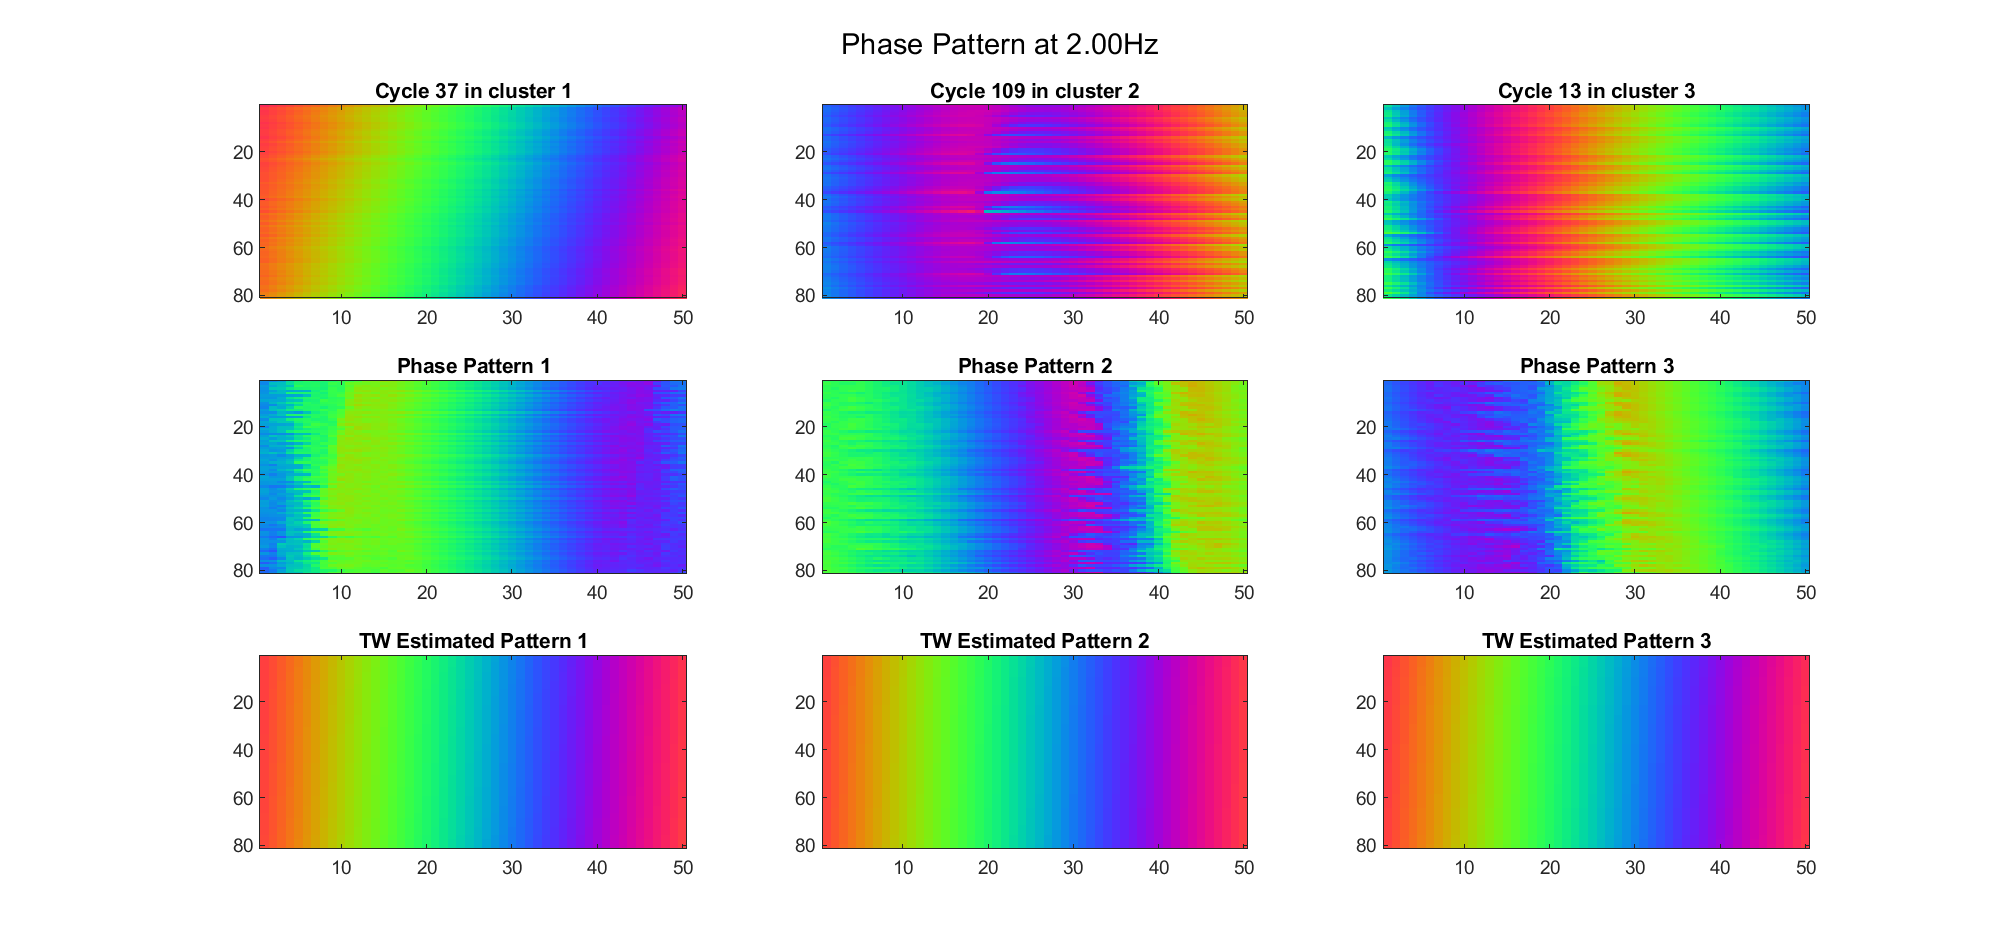 Phase Pattern at 2.00Hz
Cycle 37 in cluster 1
20
40
60
80
10 20 30 40 50
Cycle 109 in cluster 2
20
40
60
80
10 20 30 40 50
Cycle 13 in cluster 3
20
40
60
80
10 20 30 40 50
Phase Pattern 1
20
40
60
80
10 20 30 40 50
Phase Pattern 2
20
40
60
80
10 20 30 40 50
Phase Pattern 3
20
40
60
80
10 20 30 40 50
TW Estimated Pattern 1
20
40
60
80
10 20 30 40 50
TW Estimated Pattern 2
20
40
60
80
10 20 30 40 50
TW Estimated Pattern 3
20
40
60
80
10 20 30 40 50